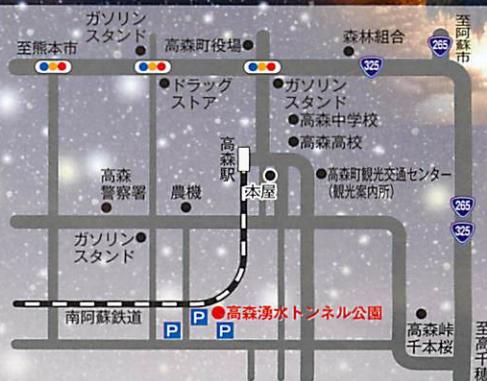 ガソリン
スタンド
高森町役場
森林組合
至阿蘇市
至熊本市
265
325
ドラッグ
ストア
ガソリン
スタンド
高森中学校
高森高校
高森駅
高森町観光交通センター
(観光案内所)
本屋
高森
警察署
農機
265
325
ガソリン
スタンド
南阿蘇鉄道
高森湧水トンネル公園
P
P
P
高森峠
千本桜
至高千穂